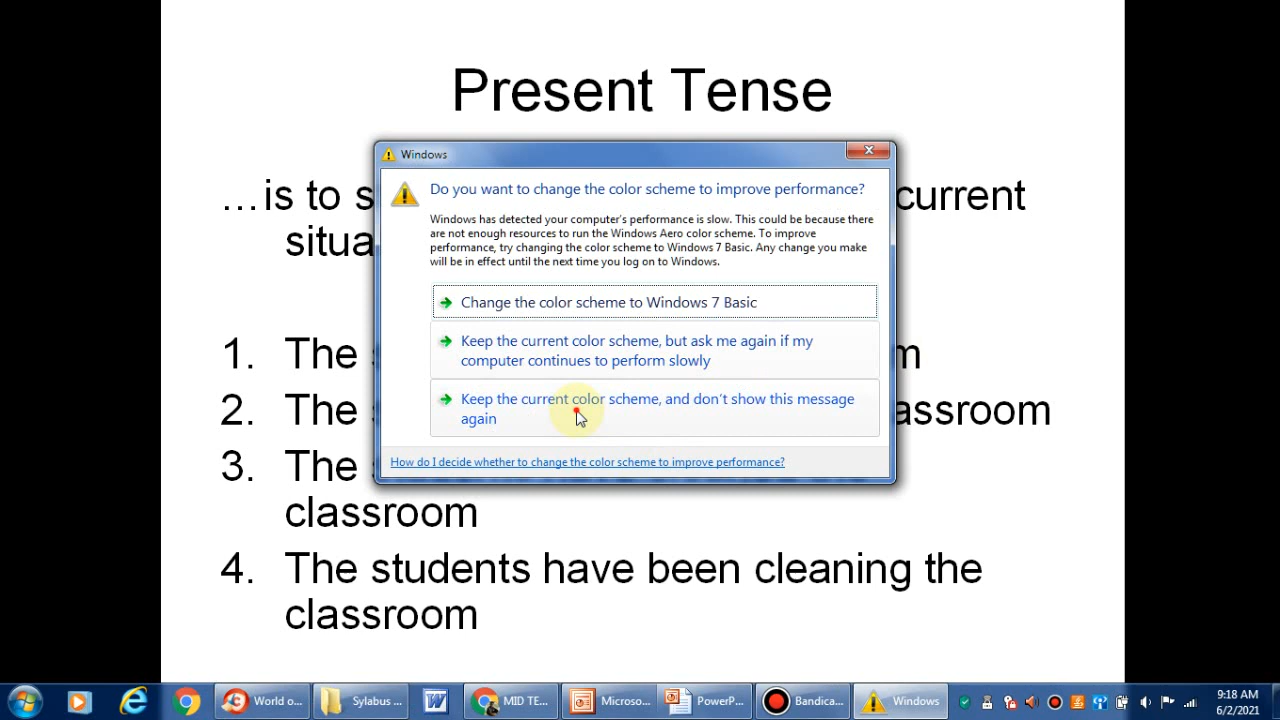 Present Tense
Windows
Do you want to change the color scheme to improve performance?
…is to s
current
situa
Windows has detected your computer's performance is slow. This could be because there
are not enough resources to run the Windows Aero color scheme. To improve
performance, try changing the color scheme to Windows 7 Basic. Any change you make
will be in effect until the next time you log on to Windows.
Change the color scheme to Windows 7 Basic
Keep the current color scheme, but ask me again if my
computer continues to perform slowly
1. The
m
Keep the current color scheme, and don't show this message
again
2. The
assroom
How do I decide whether to change the color scheme to improve performance?
3. The
classroom
4. The students have been cleaning the
classroom
World o...
Syllabus ...
MID TE...
Microso...
PowerP...
Bandica...
Windows
9:18 AM
6/2/2021